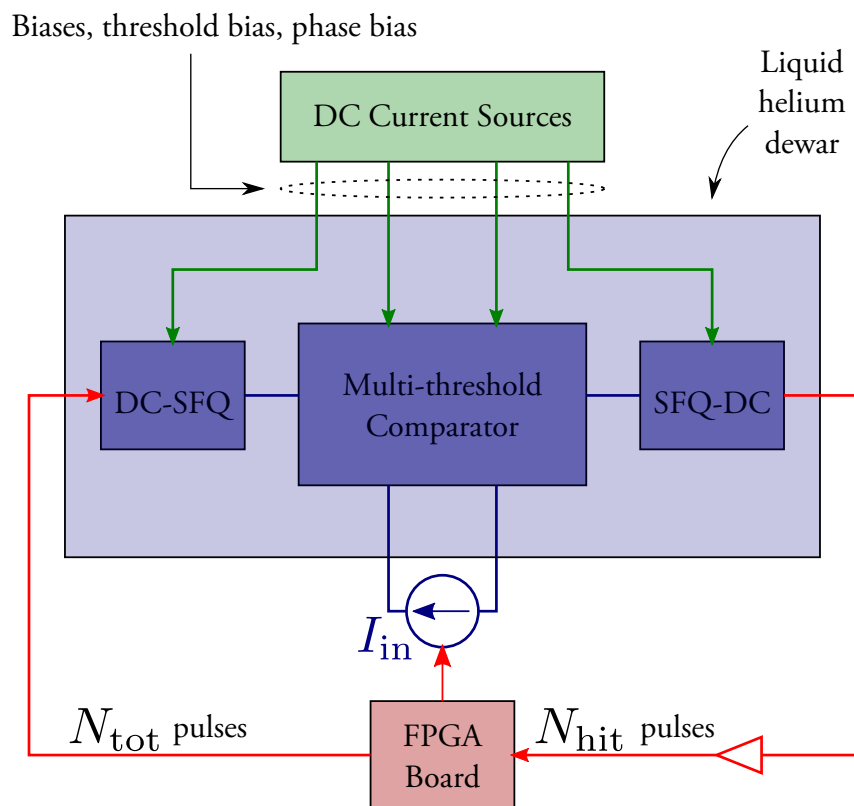 Biases, threshold bias, phase bias
Liquid
helium
dewar
DC Current Sources
DC-SFQ
Multi-threshold
Comparator
SFQ-DC
I_in
N_tot pulses
FPGA
Board
N_hit pulses